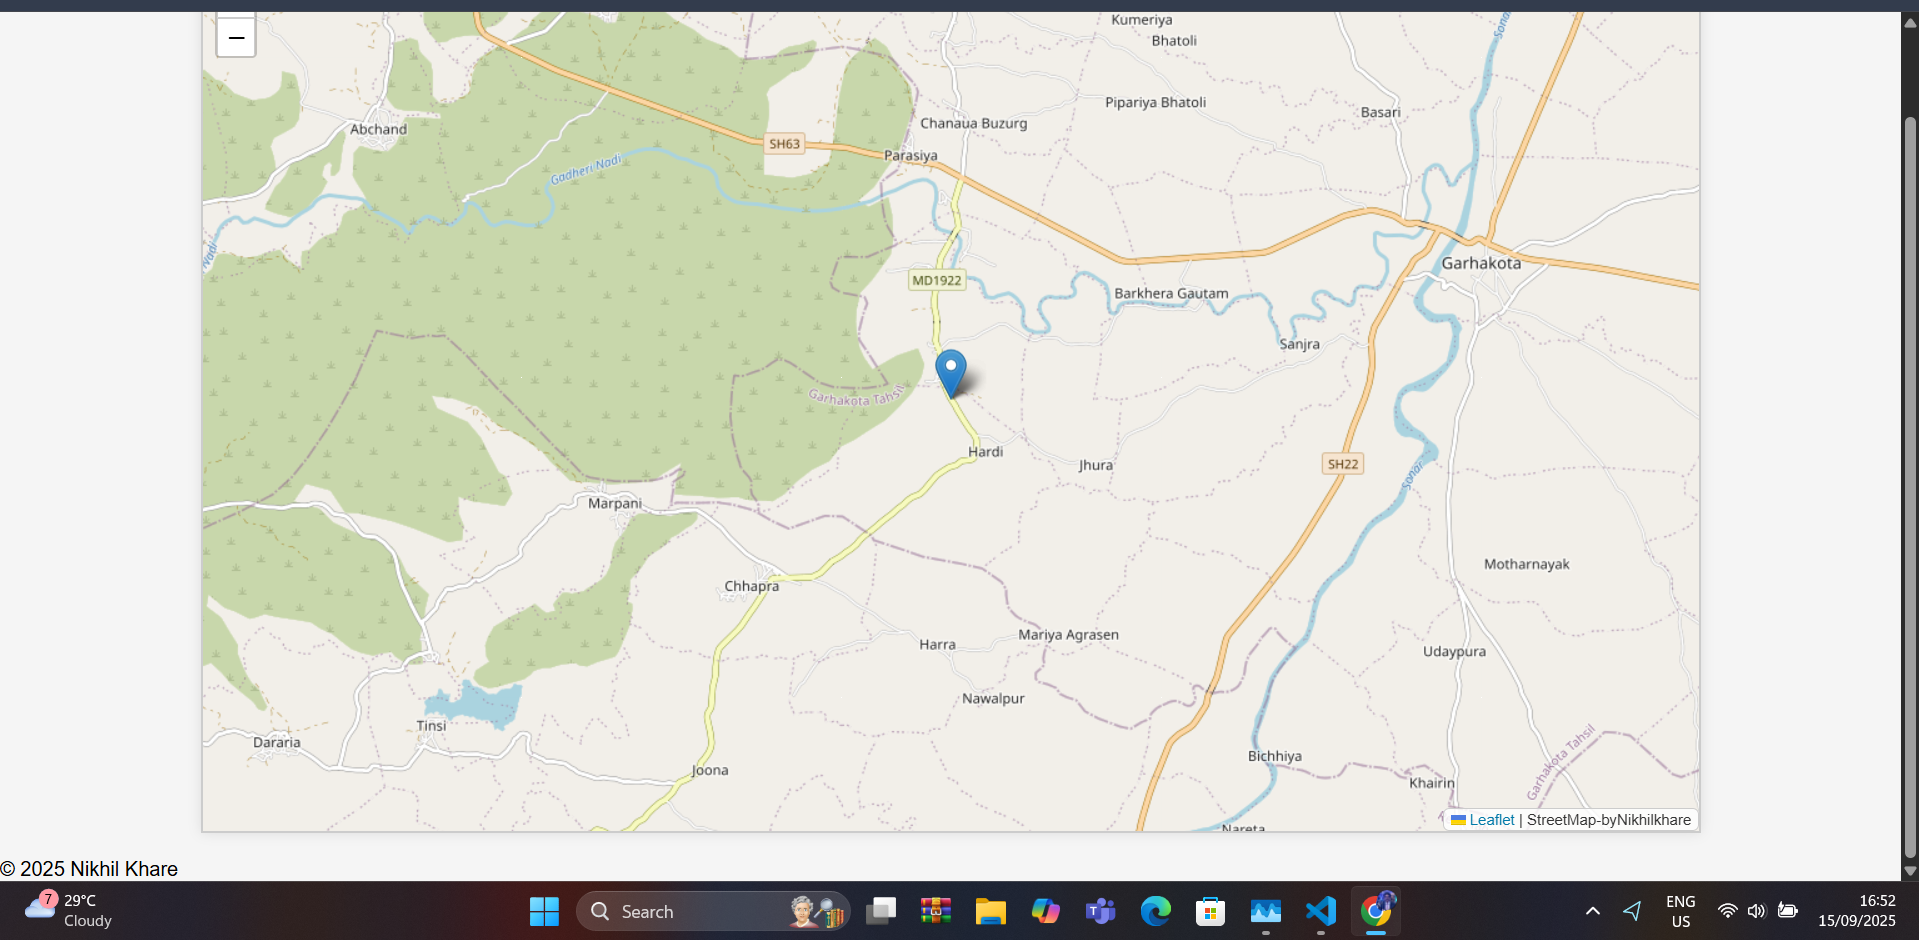 −
Kumeriya
Bhatoli
Sonar
Pipariya Bhatoli
Basari
Abchand
Chanaua Buzurg
SH63
Parasiya
Gadheri Nadi
Nadi
Garhakota
MD1922
Barkhera Gautam
Sanjra
Garhakota Tahsil
Hardi
Jhura
SH22
Sonar
Marpani
Motharnayak
Chhapra
Mariya Agrasen
Harra
Udaypura
Nawalpur
Tinsi
Dararia
Joona
Bichhiya
Garhakota Tahsil
Khairin
Nareta
Leaflet | StreetMap-byNikhilkhare
© 2025 Nikhil Khare
7
29°C
Cloudy
Search
ENG
US
16:52
15/09/2025